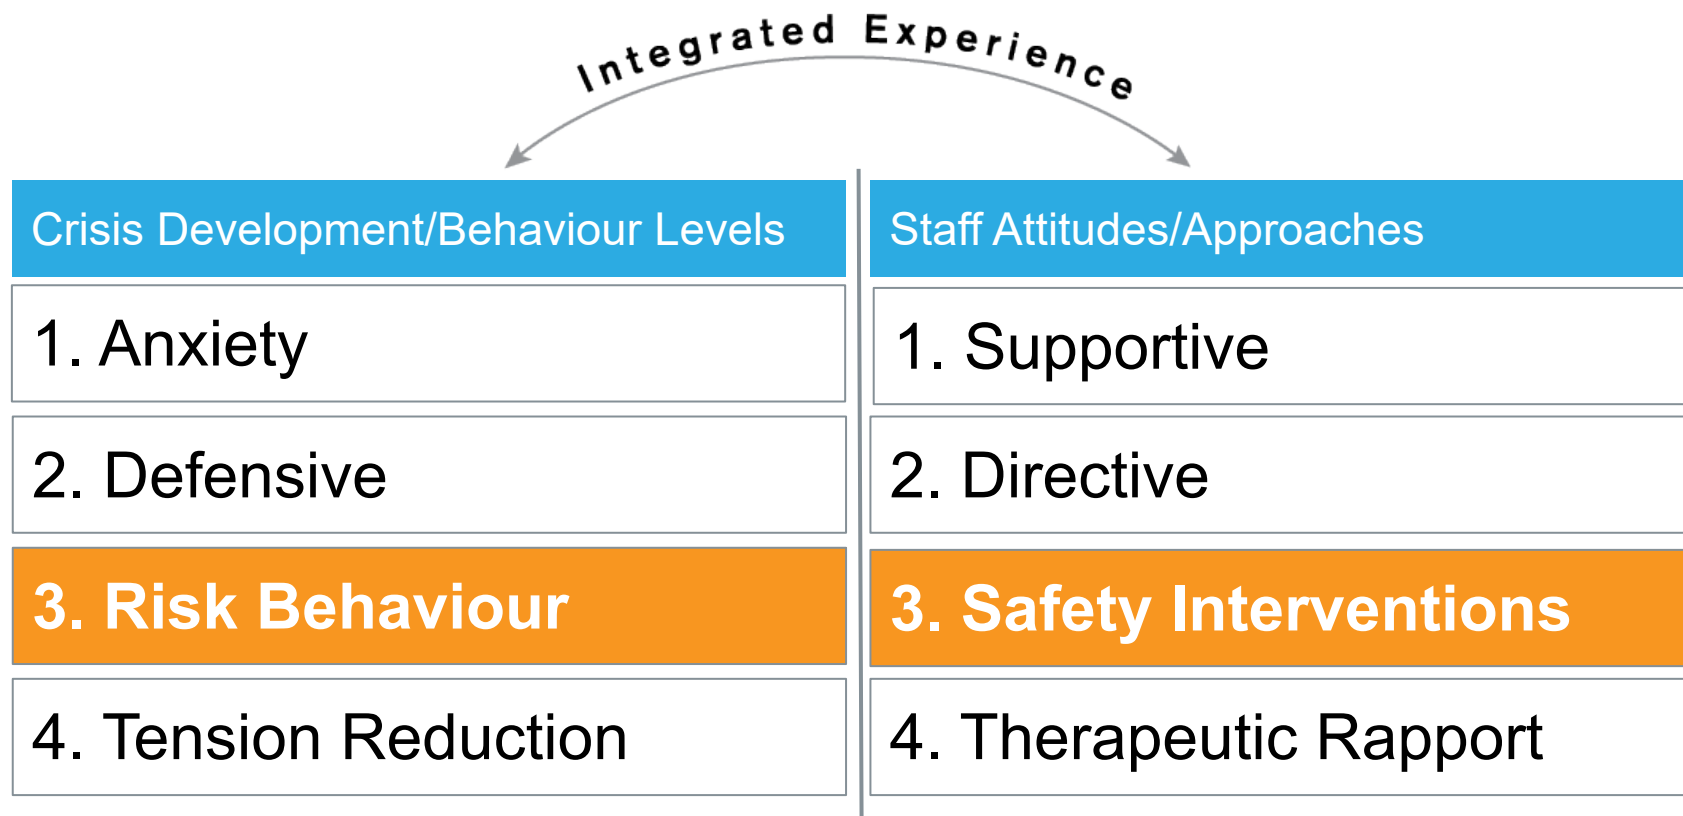 Integrated Experience
Crisis Development/Behaviour Levels
Staff Attitudes/Approaches
1. Anxiety
1. Supportive
2. Defensive
2. Directive
3. Risk Behaviour
3. Safety Interventions
4. Tension Reduction
4. Therapeutic Rapport